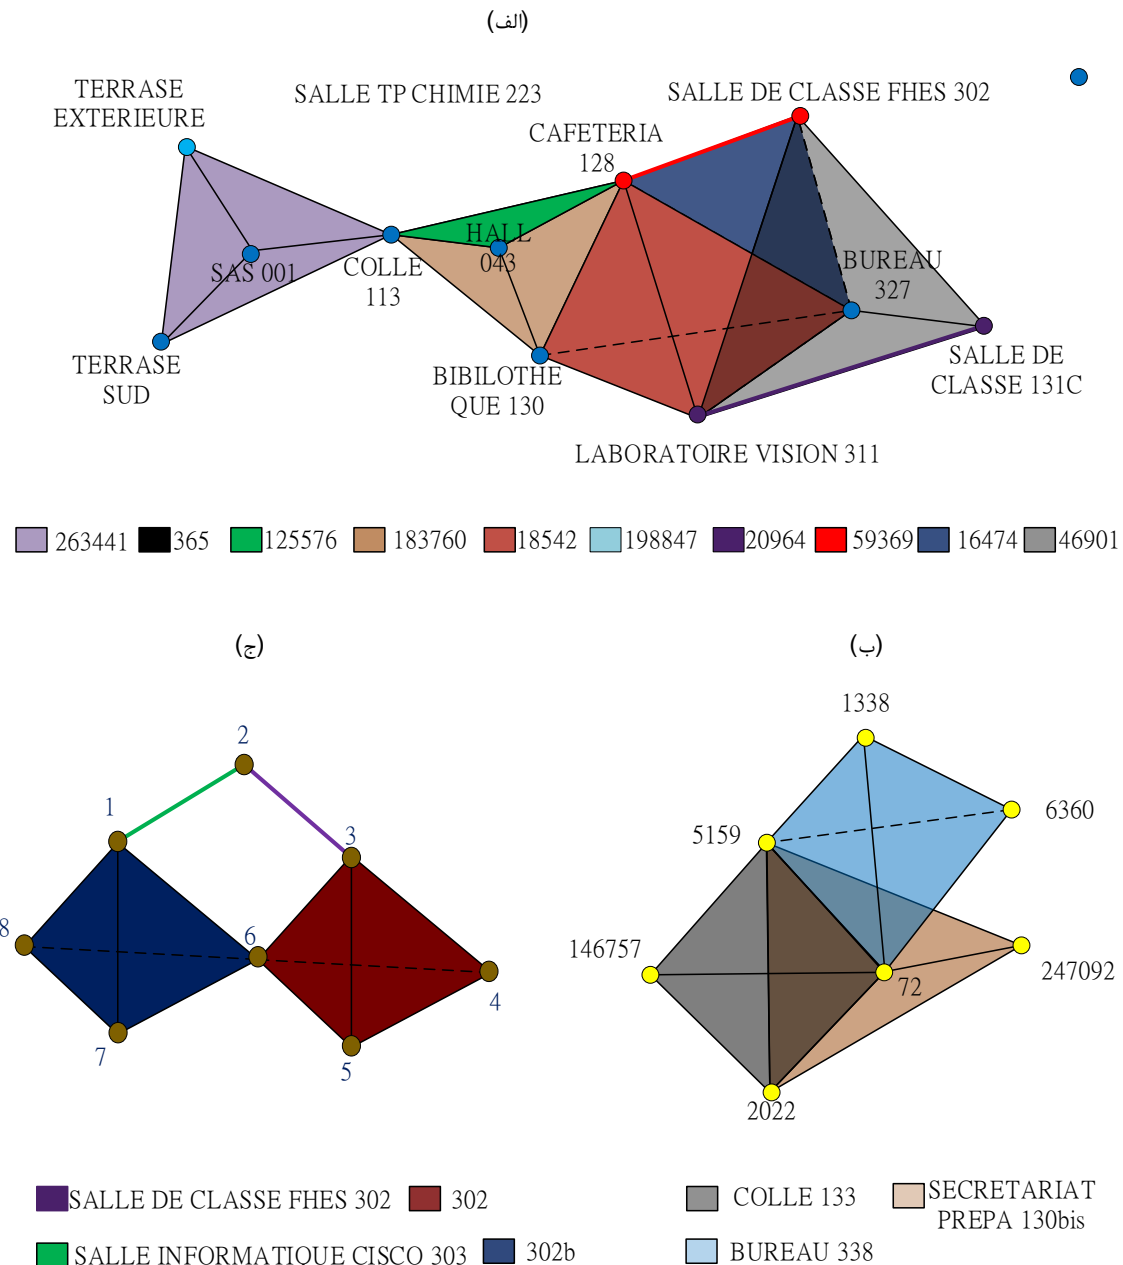 (الف)
TERRASE
EXTERIEURE
SALLE TP CHIMIE 223
SALLE DE CLASSE FHES 302
CAFETERIA
128
HALL
043
SAS 001
COLLE
113
BUREAU
327
TERRASE
SUD
BIBILOTHE
QUE 130
SALLE DE
CLASSE 131C
LABORATOIRE VISION 311
263441 365 125576 183760 18542 198847 20964 59369 16474 46901
(ج)
2
1
3
8
6
4
7
5
SALLE DE CLASSE FHES 302 302
SALLE INFORMATIQUE CISCO 303 302b
(ب)
1338
6360
5159
146757
72
247092
2022
COLLE 133
SECRETARIAT
PREPA 130bis
BUREAU 338